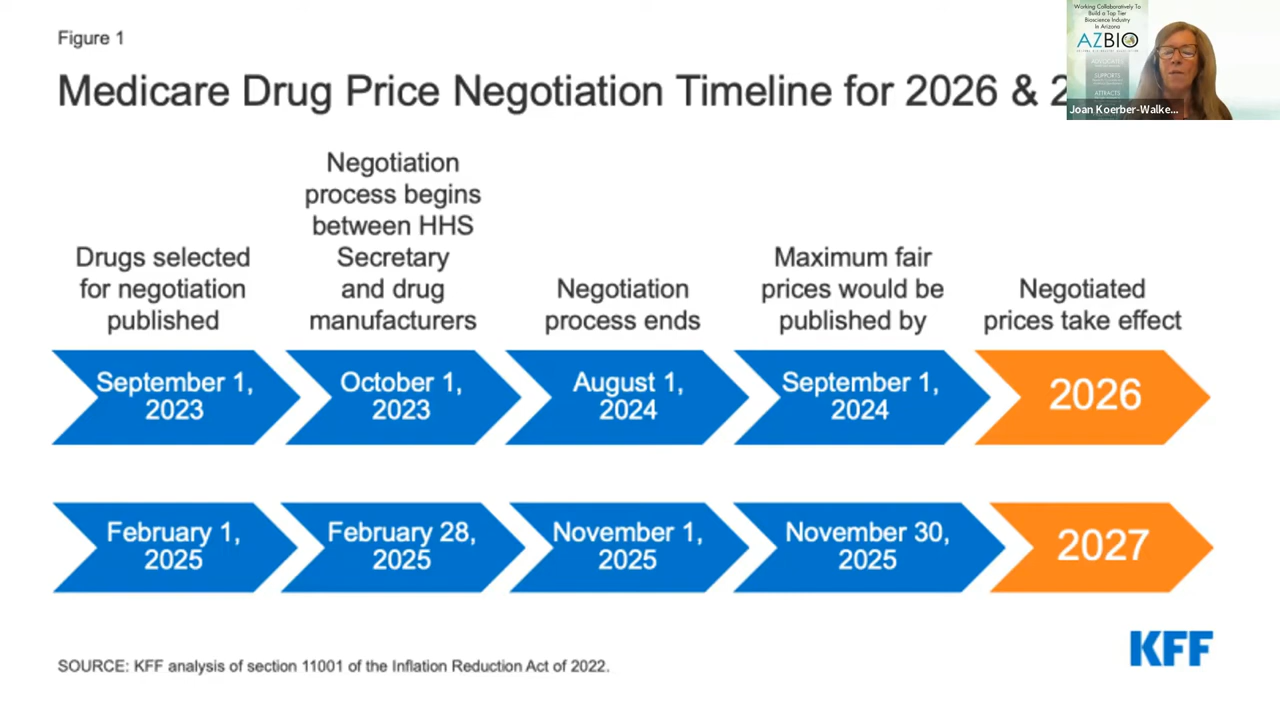 Figure 1
Medicare Drug Price Negotiation Timeline for 2026 & 2
Working Collaboratively To
Build a Top Tier
Bioscience Industry
In Arizona
AZBIO
SUPPORTS
ATTRACTS
Joan Koerber-Walke...
Drugs selected
for negotiation
published
Negotiation
process begins
between HHS
Secretary
and drug
manufacturers
Negotiation
process ends
Maximum fair
prices would be
published by
Negotiated
prices take effect
September 1,
2023
October 1,
2023
August 1,
2024
September 1,
2024
2026
February 1,
2025
February 28,
2025
November 1,
2025
November 30,
2025
2027
KFF
SOURCE: KFF analysis of section 11001 of the Inflation Reduction Act of 2022.